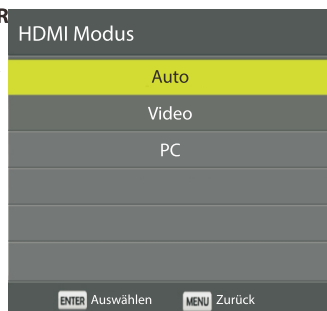 R
HDMI Modus
Auto
Video
PC
ENTER Auswählen MENU Zurück